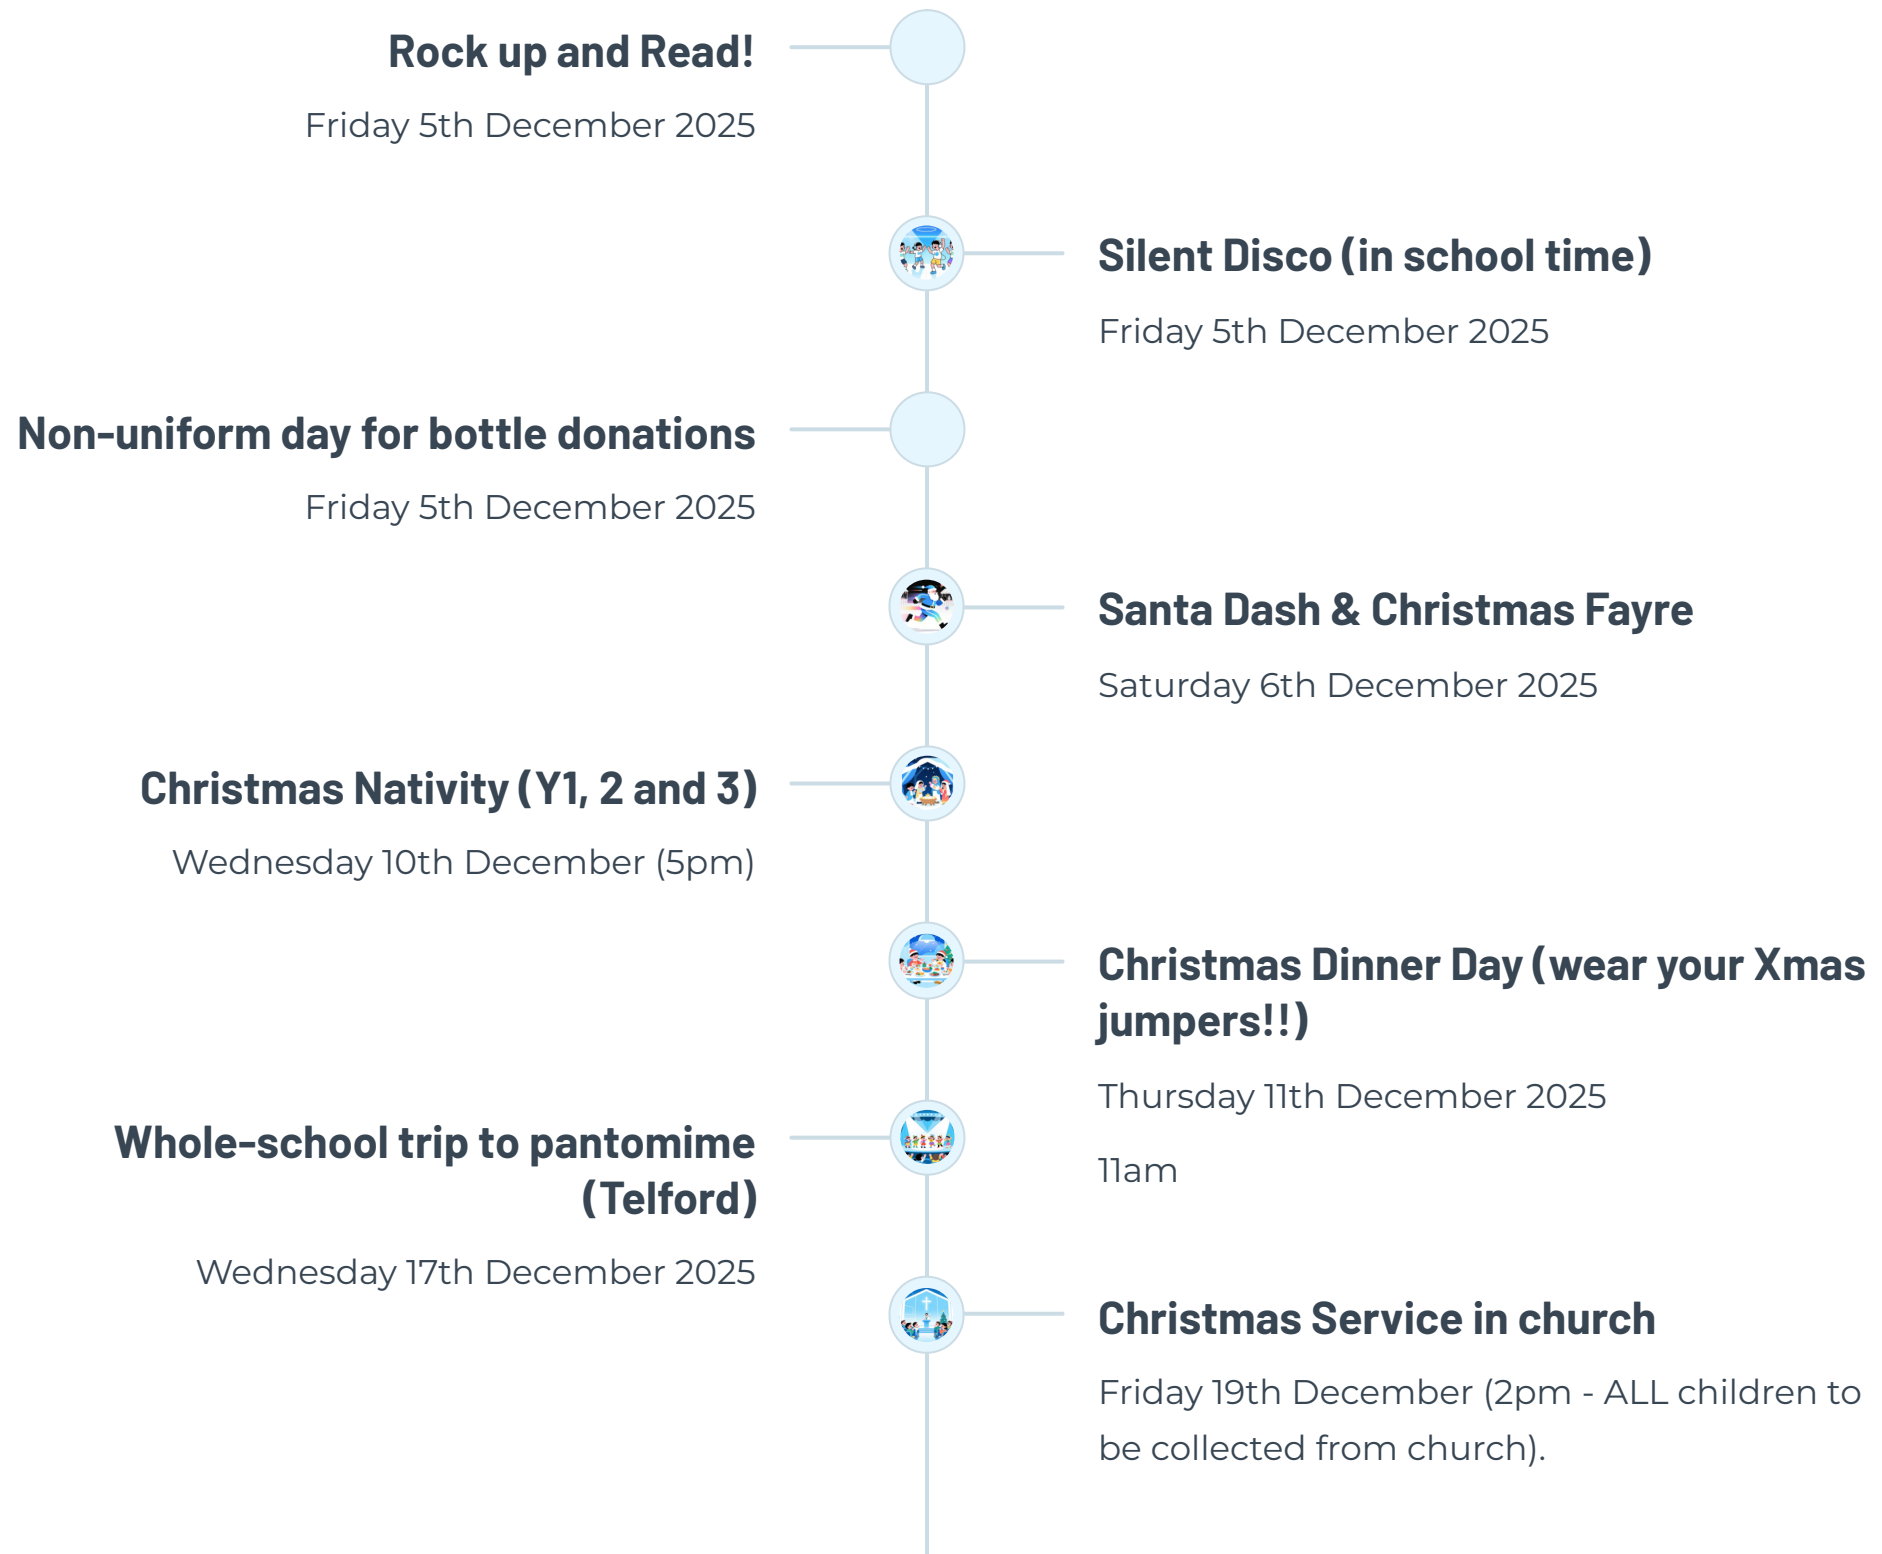 Rock up and Read!
Friday 5th December 2025
Silent Disco (in school time)
Friday 5th December 2025
Non-uniform day for bottle donations
Friday 5th December 2025
Santa Dash & Christmas Fayre
Saturday 6th December 2025
Christmas Nativity (Y1, 2 and 3)
Wednesday 10th December (5pm)
Christmas Dinner Day (wear your Xmas
jumpers!!)
Thursday 11th December 2025
11am
Whole-school trip to pantomime
(Telford)
Wednesday 17th December 2025
Christmas Service in church
Friday 19th December (2pm - ALL children to
be collected from church).